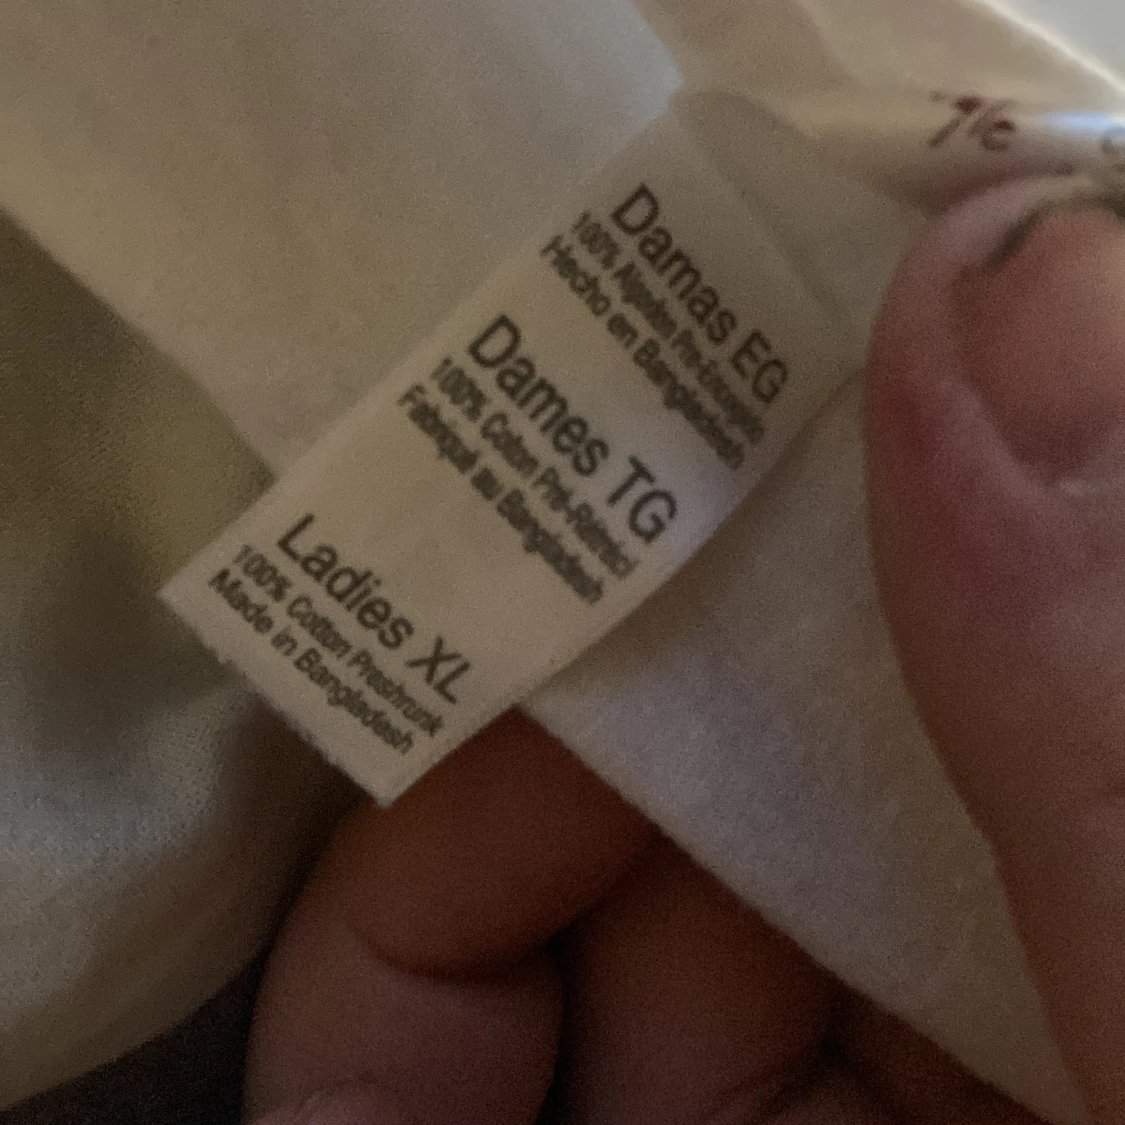 Damas EG
100% Algodón Pre-Encogido
Hecho en Bangladesh
Dames TG
100% Coton Pré-Rétréci
Fabriqué au Bangladesh
Ladies XL
100% Cotton Preshrunk
Made in Bangladesh